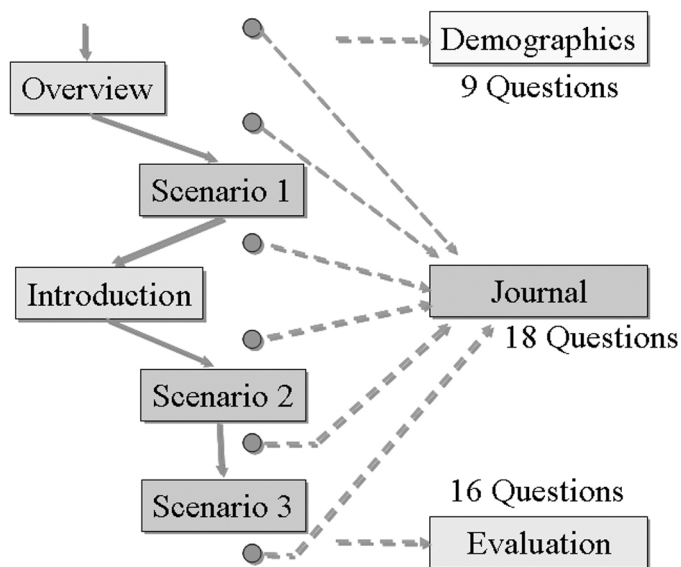 Demographics
9 Questions
Overview
Scenario 1
Introduction
Journal
18 Questions
Scenario 2
Scenario 3
16 Questions
Evaluation